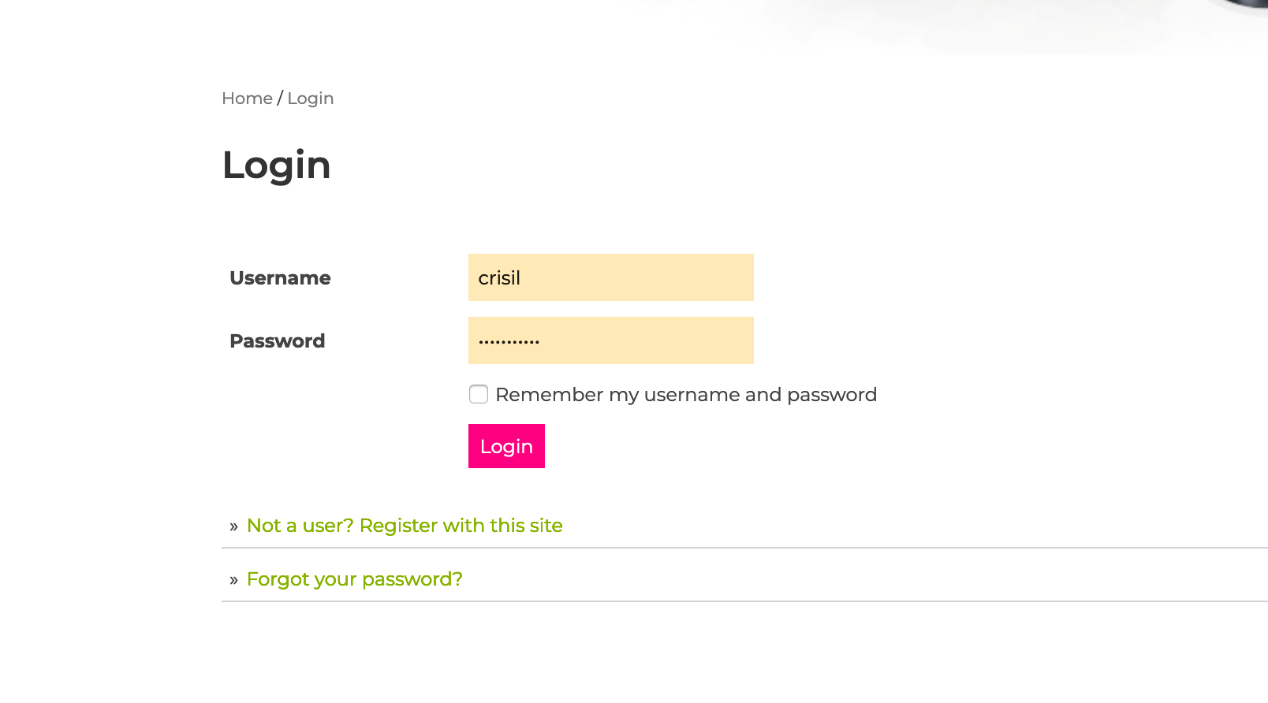 Home / Login
Login
Username
crisil
Password
•••••••••••
Remember my username and password
Login
» Not a user? Register with this site
» Forgot your password?